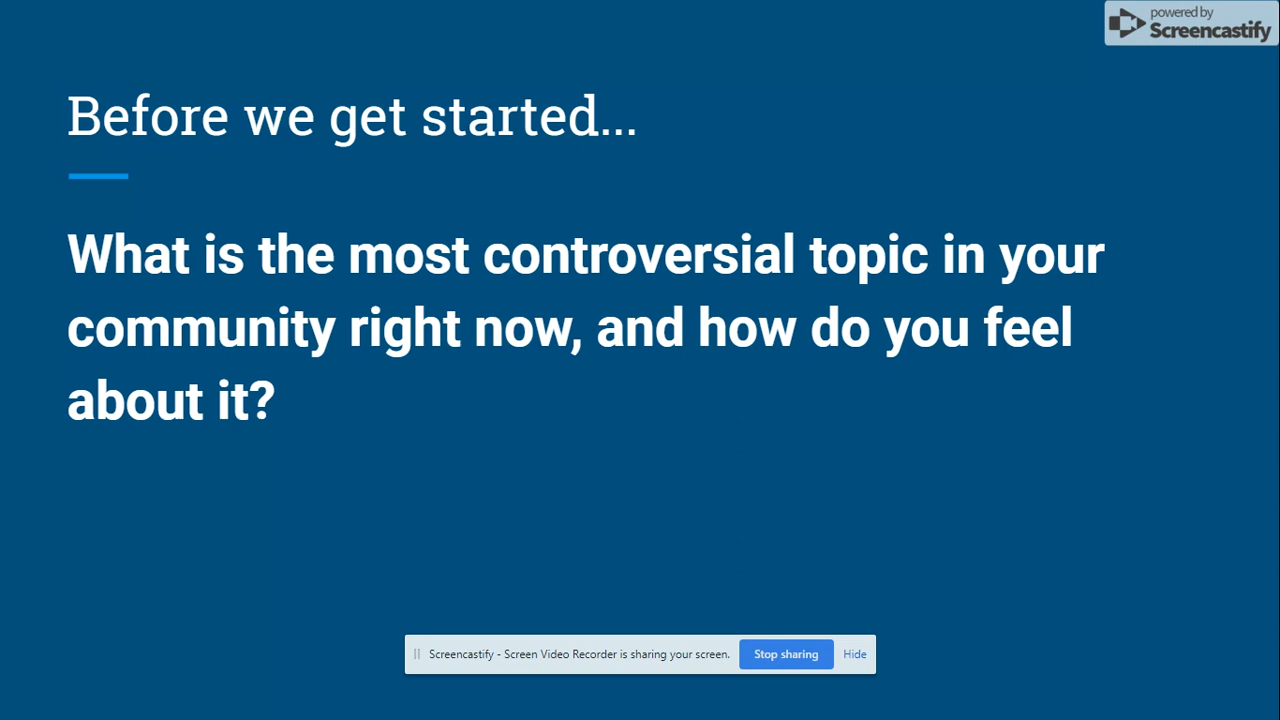 powered by
Screencastify
Before we get started...
What is the most controversial topic in your
community right now, and how do you feel
about it?
Screencastify - Screen Video Recorder is sharing your screen. Stop sharing Hide